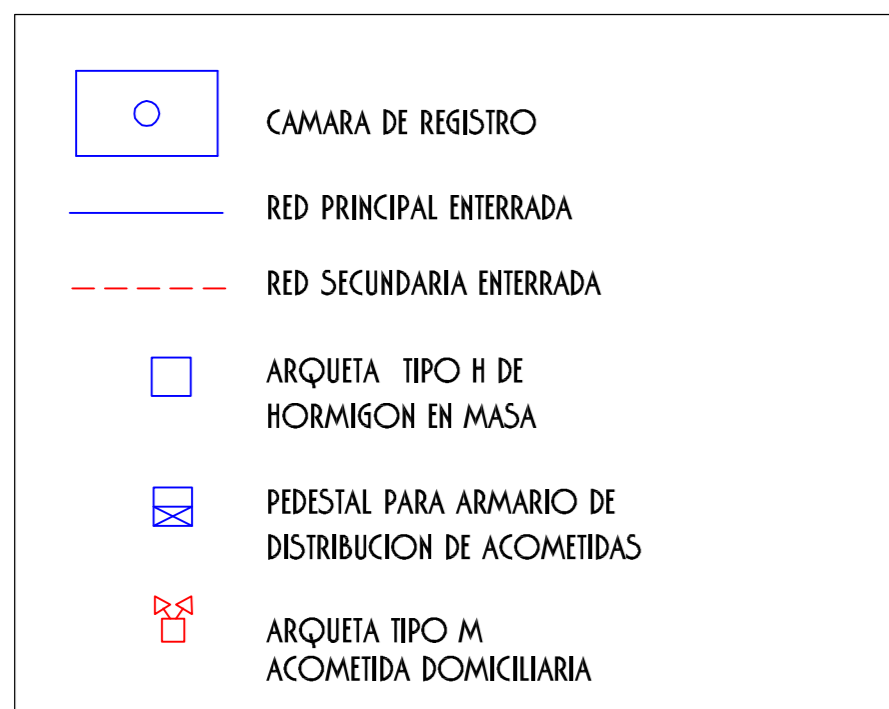 CAMARA DE REGISTRO
RED PRINCIPAL ENTERRADA
RED SECUNDARIA ENTERRADA
ARQUETA TIPO H DE
HORMIGON EN MASA
PEDESTAL PARA ARMARIO DE
DISTRIBUCION DE ACOMETIDAS
ARQUETA TIPO M
ACOMETIDA DOMICILIARIA